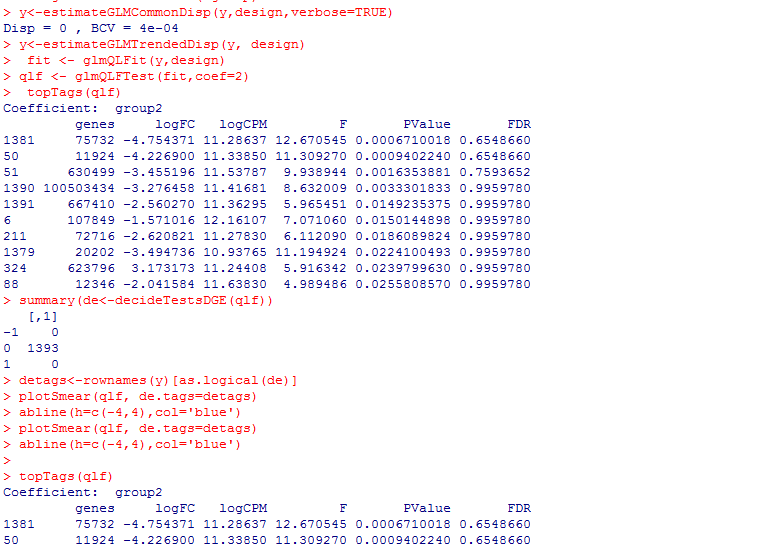 > y<-estimateGLMCommonDisp(y,design,verbose=TRUE)
Disp = 0 , BCV = 4e-04
> y<-estimateGLMTrendedDisp(y, design)
>  fit <- glmQLFit(y,design)
> qlf <- glmQLFTest(fit,coef=2)
>  topTags(qlf)
Coefficient:  group2
         genes     logFC   logCPM         F       PValue       FDR
1381     75732 -4.754371 11.28637 12.670545 0.0006710018 0.6548660
50       11924 -4.226900 11.33850 11.309270 0.0009402240 0.6548660
51      630499 -3.455196 11.53787  9.938944 0.0016353881 0.7593652
1390 100503434 -3.276458 11.41681  8.632009 0.0033301833 0.9959780
1391    667410 -2.560270 11.36295  5.965451 0.0149235375 0.9959780
6       107849 -1.571016 12.16107  7.071060 0.0150144898 0.9959780
211      72716 -2.620821 11.27830  6.112090 0.0186089824 0.9959780
1379     20202 -3.494736 10.93765 11.194924 0.0224100493 0.9959780
324     623796  3.173173 11.24408  5.916342 0.0239799630 0.9959780
88       12346 -2.041584 11.63830  4.989486 0.0255808570 0.9959780
> summary(de<-decideTestsDGE(qlf))
   [,1]
-1    0
0  1393
1     0
> detags<-rownames(y)[as.logical(de)]
> plotSmear(qlf, de.tags=detags)
> abline(h=c(-4,4),col='blue')
> plotSmear(qlf, de.tags=detags)
> abline(h=c(-4,4),col='blue')
>
> topTags(qlf)
Coefficient:  group2
         genes     logFC   logCPM         F       PValue       FDR
1381     75732 -4.754371 11.28637 12.670545 0.0006710018 0.6548660
50       11924 -4.226900 11.33850 11.309270 0.0009402240 0.6548660